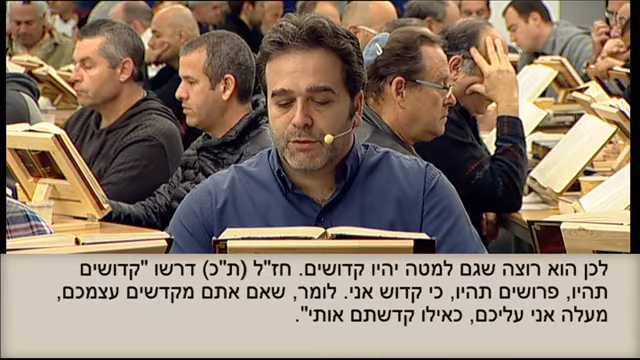 לכן הוא רוצה שגם למטה יהיו קדושים. חז"ל (ת"כ) דרשו "קדושים
תהיו, פרושים תהיו, כי קדוש אני. לומר, שאם אתם מקדשים עצמכם,
מעלה אני עליכם, כאילו קדשתם אותי".